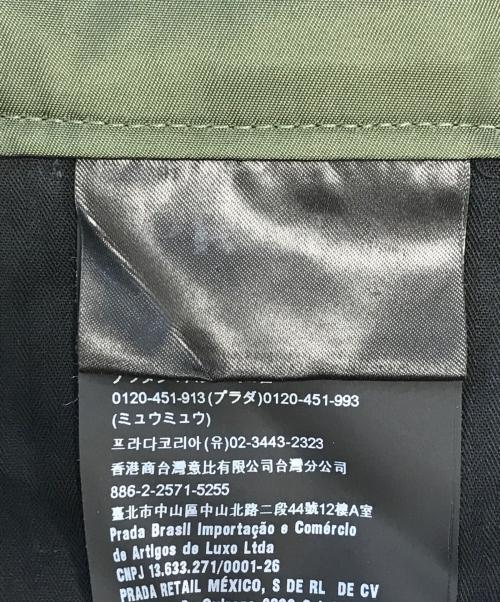 0120-451-913(プラダ)0120-451-993
(ミュウミュウ)
프라다코리아(유)02-3443-2323
香港商台灣意比有限公司台灣分公司
886-2-2571-5255
臺北市中山區中山北路二段44號12樓A室
Prada Brasil Importação e Comércio
de Artigos de Luxo Ltda
CNPJ 13.633.271/0001-26
PRADA RETAIL MÉXICO, S DE RL DE CV